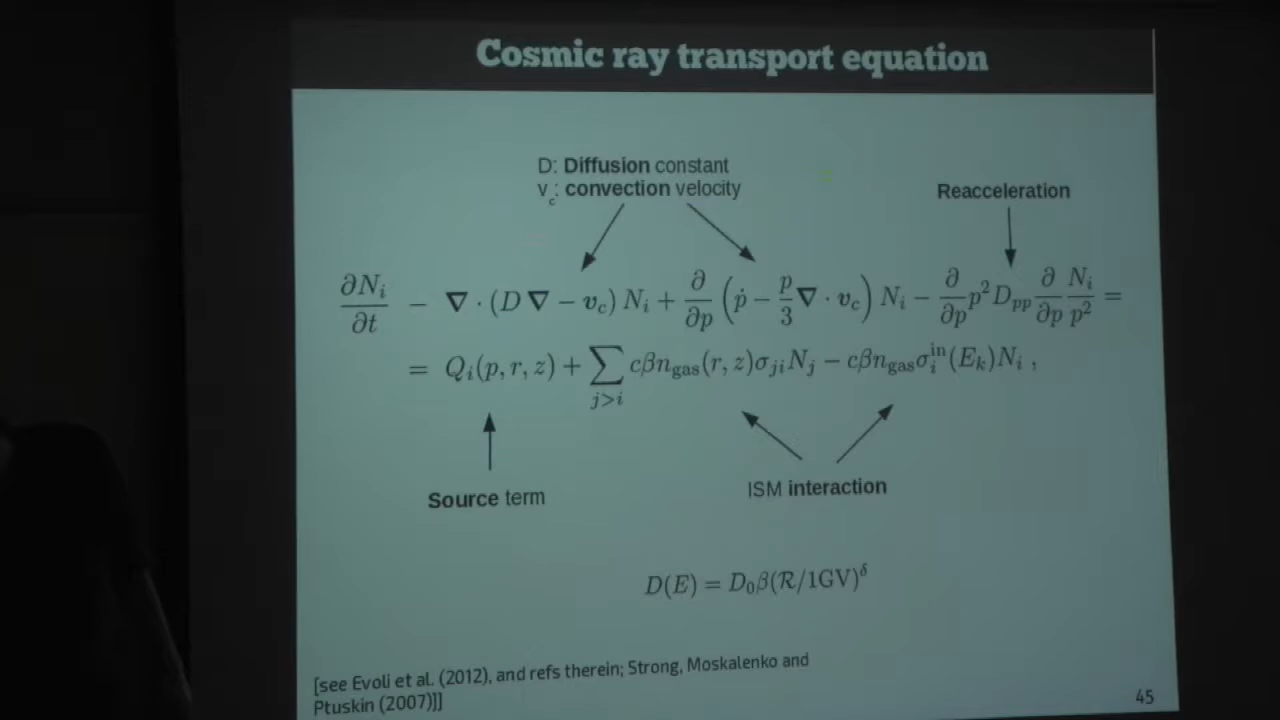 Cosmic ray transport equation
D: Diffusion constant
v_c: convection velocity
Reacceleration
∂N_i/∂t − ∇ · (D ∇ − v_c) N_i + ∂/∂p (ṗ − p/3 ∇ · v_c) N_i − ∂/∂p p² D_pp ∂/∂p N_i/p² =
= Q_i(p, r, z) + ∑_{j>i} cβn_gas(r, z)σ_ji N_j − cβn_gas σ_i^in(E_k)N_i ,
Source term
ISM interaction
D(E) = D₀β(R/1GV)^δ
[see Evoli et al. (2012), and refs therein; Strong, Moskalenko and
Ptuskin (2007)]]
45